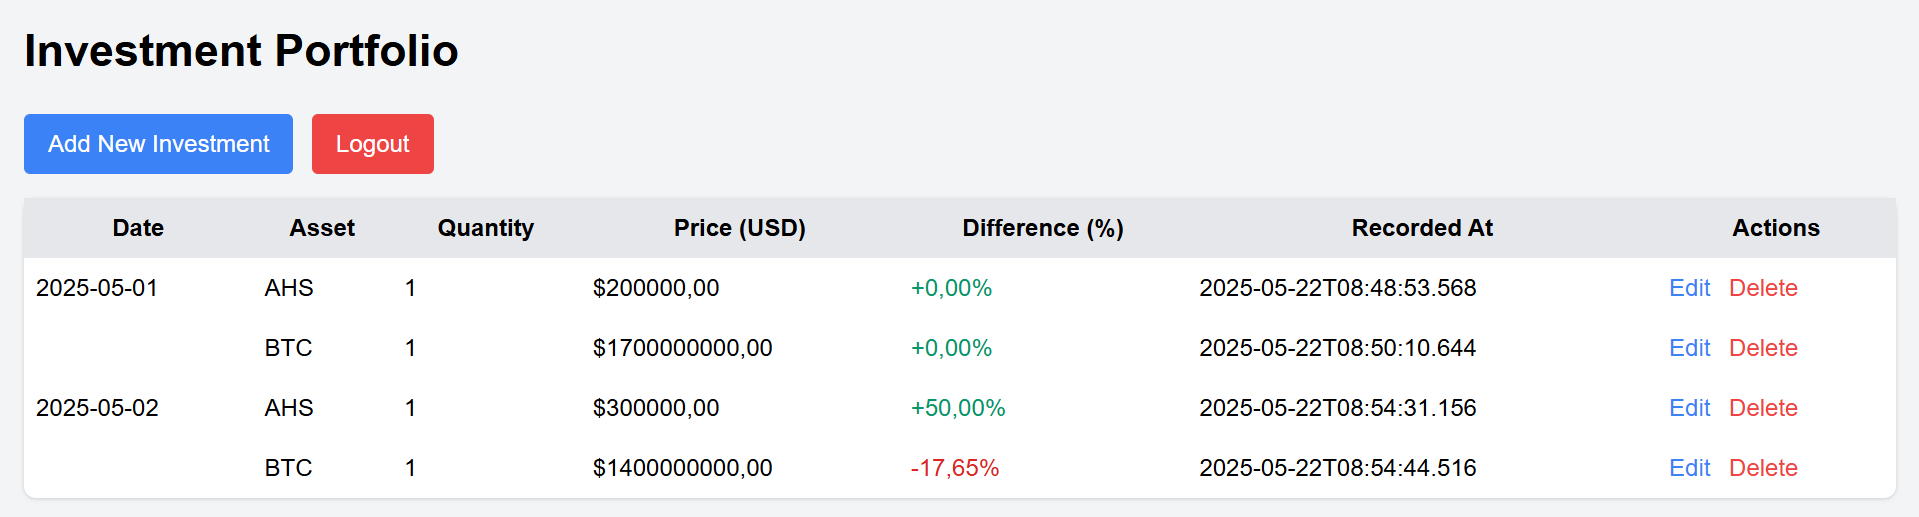 Investment Portfolio
Add New Investment Logout
Date Asset Quantity Price (USD) Difference (%) Recorded At Actions
2025-05-01 AHS 1 $200000,00 +0,00% 2025-05-22T08:48:53.568 Edit Delete
BTC 1 $1700000000,00 +0,00% 2025-05-22T08:50:10.644 Edit Delete
2025-05-02 AHS 1 $300000,00 +50,00% 2025-05-22T08:54:31.156 Edit Delete
BTC 1 $1400000000,00 -17,65% 2025-05-22T08:54:44.516 Edit Delete